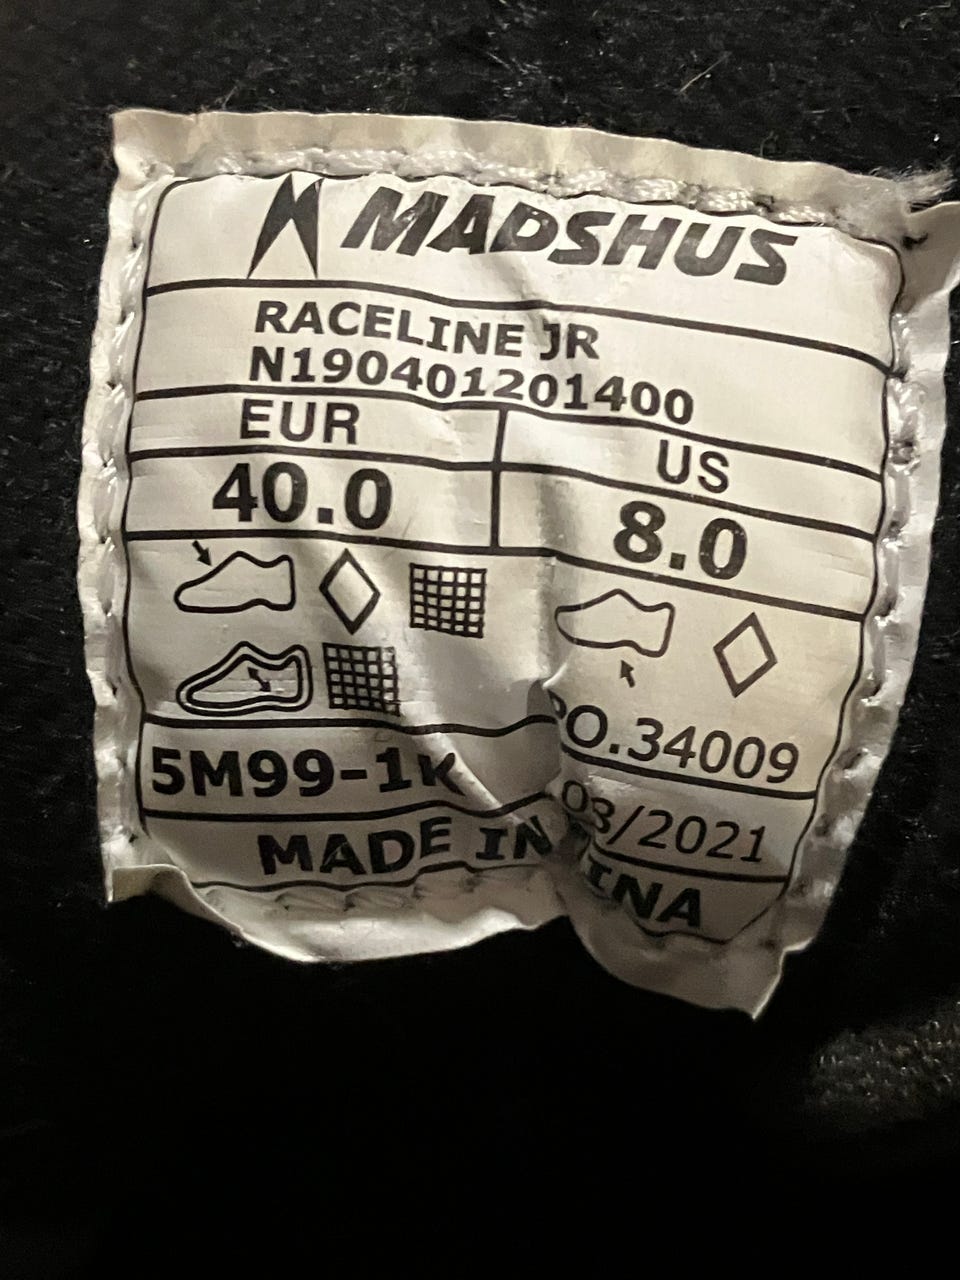 MADSHUS
RACELINE JR
N190401201400
EUR US
40.0 8.0
PO.34009
5M99-1K 03/2021
MADE IN INA